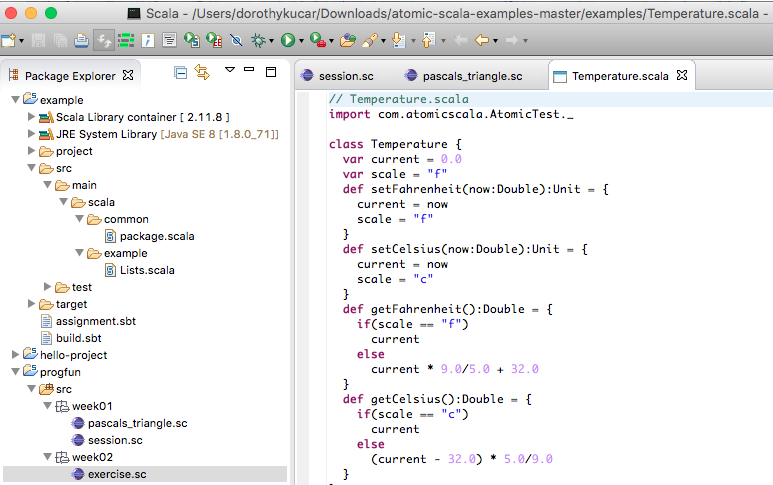 Scala - /Users/dorothykucar/Downloads/atomic-scala-examples-master/examples/Temperature.scala -
Package Explorer
example
Scala Library container [ 2.11.8 ]
JRE System Library [Java SE 8 [1.8.0_71]]
project
src
main
scala
common
package.scala
example
Lists.scala
test
target
assignment.sbt
build.sbt
hello-project
progfun
src
week01
pascals_triangle.sc
session.sc
week02
exercise.sc
session.sc
pascals_triangle.sc
Temperature.scala
// Temperature.scala
import com.atomicscala.AtomicTest._
class Temperature {
var current = 0.0
var scale = "f"
def setFahrenheit(now:Double):Unit = {
current = now
scale = "f"
}
def setCelsius(now:Double):Unit = {
current = now
scale = "c"
}
def getFahrenheit():Double = {
if(scale == "f")
current
else
current * 9.0/5.0 + 32.0
}
def getCelsius():Double = {
if(scale == "c")
current
else
(current - 32.0) * 5.0/9.0
}